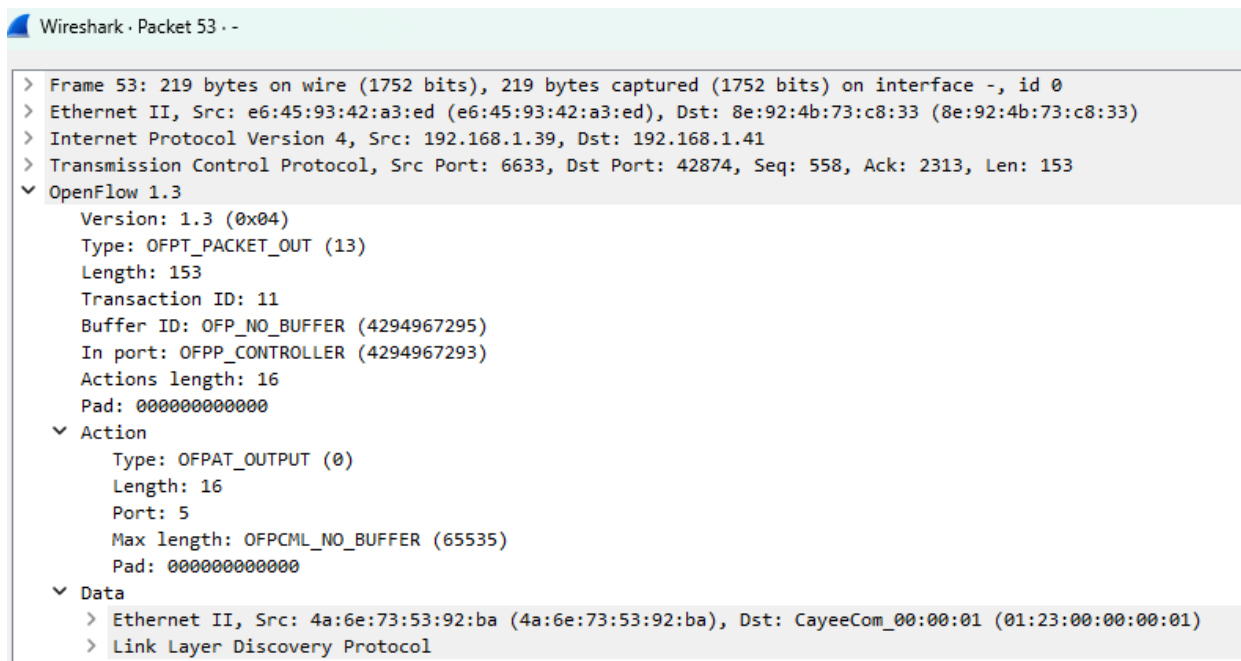 Wireshark · Packet 53 · -
> Frame 53: 219 bytes on wire (1752 bits), 219 bytes captured (1752 bits) on interface -, id 0
> Ethernet II, Src: e6:45:93:42:a3:ed (e6:45:93:42:a3:ed), Dst: 8e:92:4b:73:c8:33 (8e:92:4b:73:c8:33)
> Internet Protocol Version 4, Src: 192.168.1.39, Dst: 192.168.1.41
> Transmission Control Protocol, Src Port: 6633, Dst Port: 42874, Seq: 558, Ack: 2313, Len: 153
OpenFlow 1.3
Version: 1.3 (0x04)
Type: OFPT_PACKET_OUT (13)
Length: 153
Transaction ID: 11
Buffer ID: OFP_NO_BUFFER (4294967295)
In port: OFPP_CONTROLLER (4294967293)
Actions length: 16
Pad: 000000000000
Action
Type: OFPAT_OUTPUT (0)
Length: 16
Port: 5
Max length: OFPCML_NO_BUFFER (65535)
Pad: 000000000000
Data
> Ethernet II, Src: 4a:6e:73:53:92:ba (4a:6e:73:53:92:ba), Dst: CayeeCom_00:00:01 (01:23:00:00:00:01)
> Link Layer Discovery Protocol